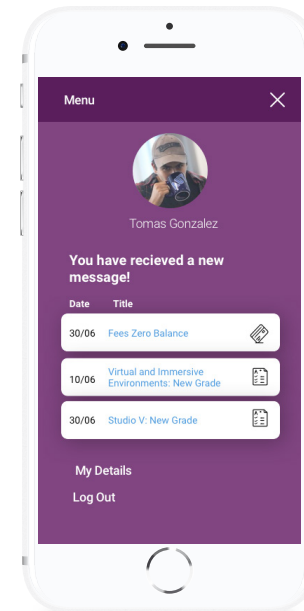 Menu
Tomas Gonzalez
You have recieved a new
message!
Date Title
30/06 Fees Zero Balance
Virtual and Immersive
10/06 Environments: New Grade
30/06 Studio V: New Grade
My Details
Log Out